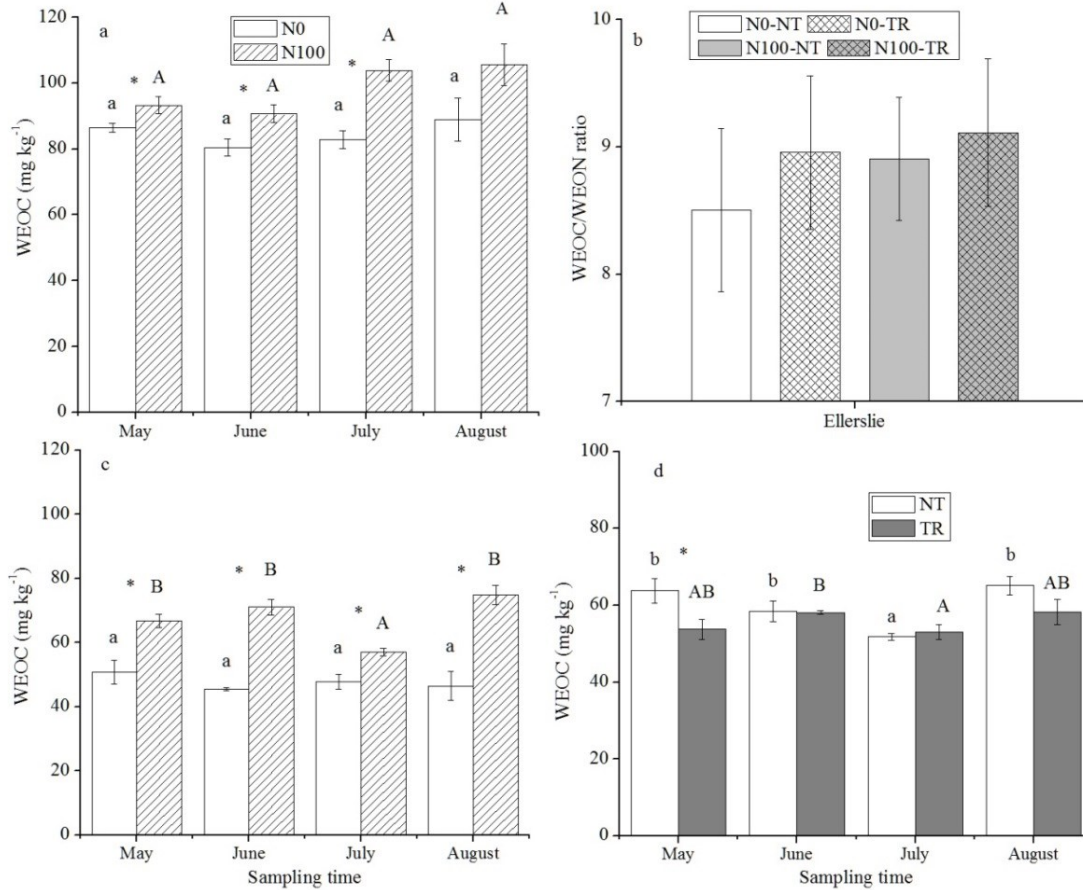 a
N0
N100
WEOC (mg kg⁻¹)
120
100
80
60
40
20
0
a
*
A
a
*
A
a
*
A
a
A
May
June
July
August
b
N0-NT
N0-TR
N100-NT
N100-TR
WEOC/WEON ratio
10
9
8
7
Ellerslie
c
WEOC (mg kg⁻¹)
120
100
80
60
40
20
0
a
*
B
a
*
B
a
*
A
a
*
B
May
June
July
August
Sampling time
d
NT
TR
WEOC (mg kg⁻¹)
100
80
60
40
20
0
b
*
AB
b
B
a
A
b
AB
May
June
July
August
Sampling time